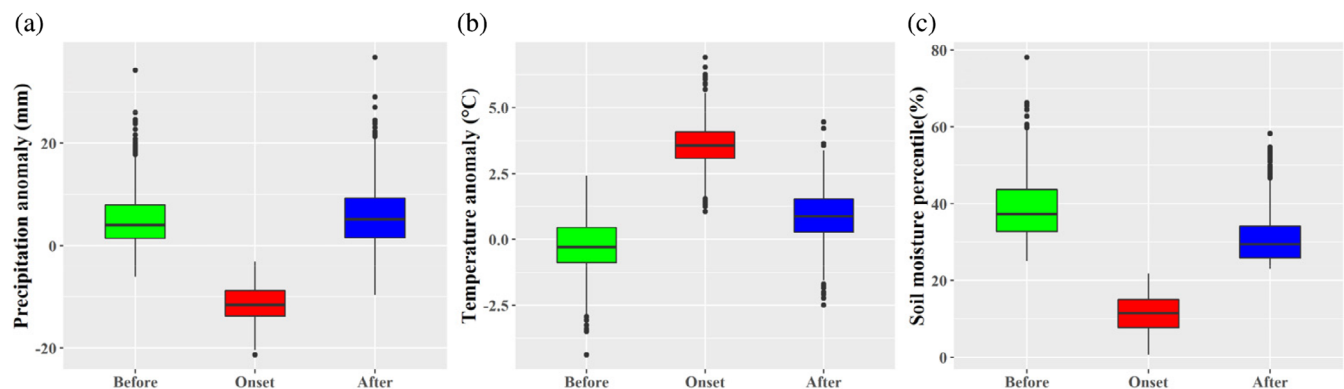 (a)
Precipitation anomaly (mm)
20
0
-20
Before Onset After
(b)
Temperature anomaly (°C)
5.0
2.5
0.0
-2.5
Before Onset After
(c)
Soil moisture percentile(%)
80
60
40
20
0
Before Onset After